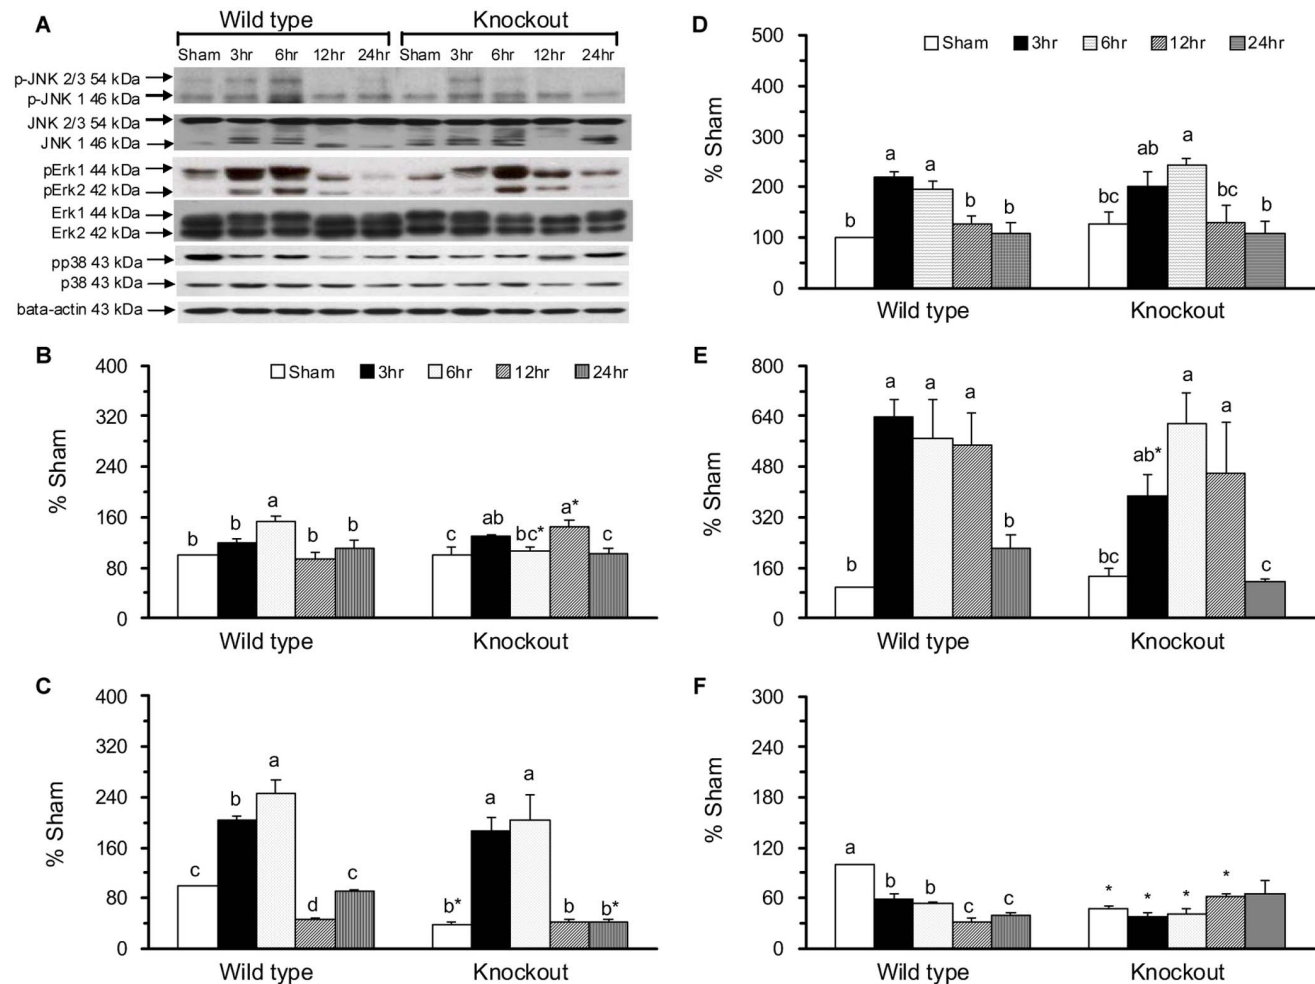 A
Wild type Knockout
Sham 3hr 6hr 12hr 24hr Sham 3hr 6hr 12hr 24hr
p-JNK 2/3 54 kDa
p-JNK 1 46 kDa
JNK 2/3 54 kDa
JNK 1 46 kDa
pErk1 44 kDa
pErk2 42 kDa
Erk1 44 kDa
Erk2 42 kDa
pp38 43 kDa
p38 43 kDa
bata-actin 43 kDa
B
Sham 3hr 6hr 12hr 24hr
% Sham
400
320
240
160
80
0
b b a b b
c ab bc* a* c
Wild type Knockout
C
% Sham
400
320
240
160
80
0
c b a d c
b* a a b b*
Wild type Knockout
D
Sham 3hr 6hr 12hr 24hr
% Sham
500
400
300
200
100
0
b a a b b
bc ab a bc b
Wild type Knockout
E
% Sham
800
640
480
320
160
0
b a a a b
bc ab* a a c
Wild type Knockout
F
% Sham
300
240
180
120
60
0
a b b c c
* * * *
Wild type Knockout